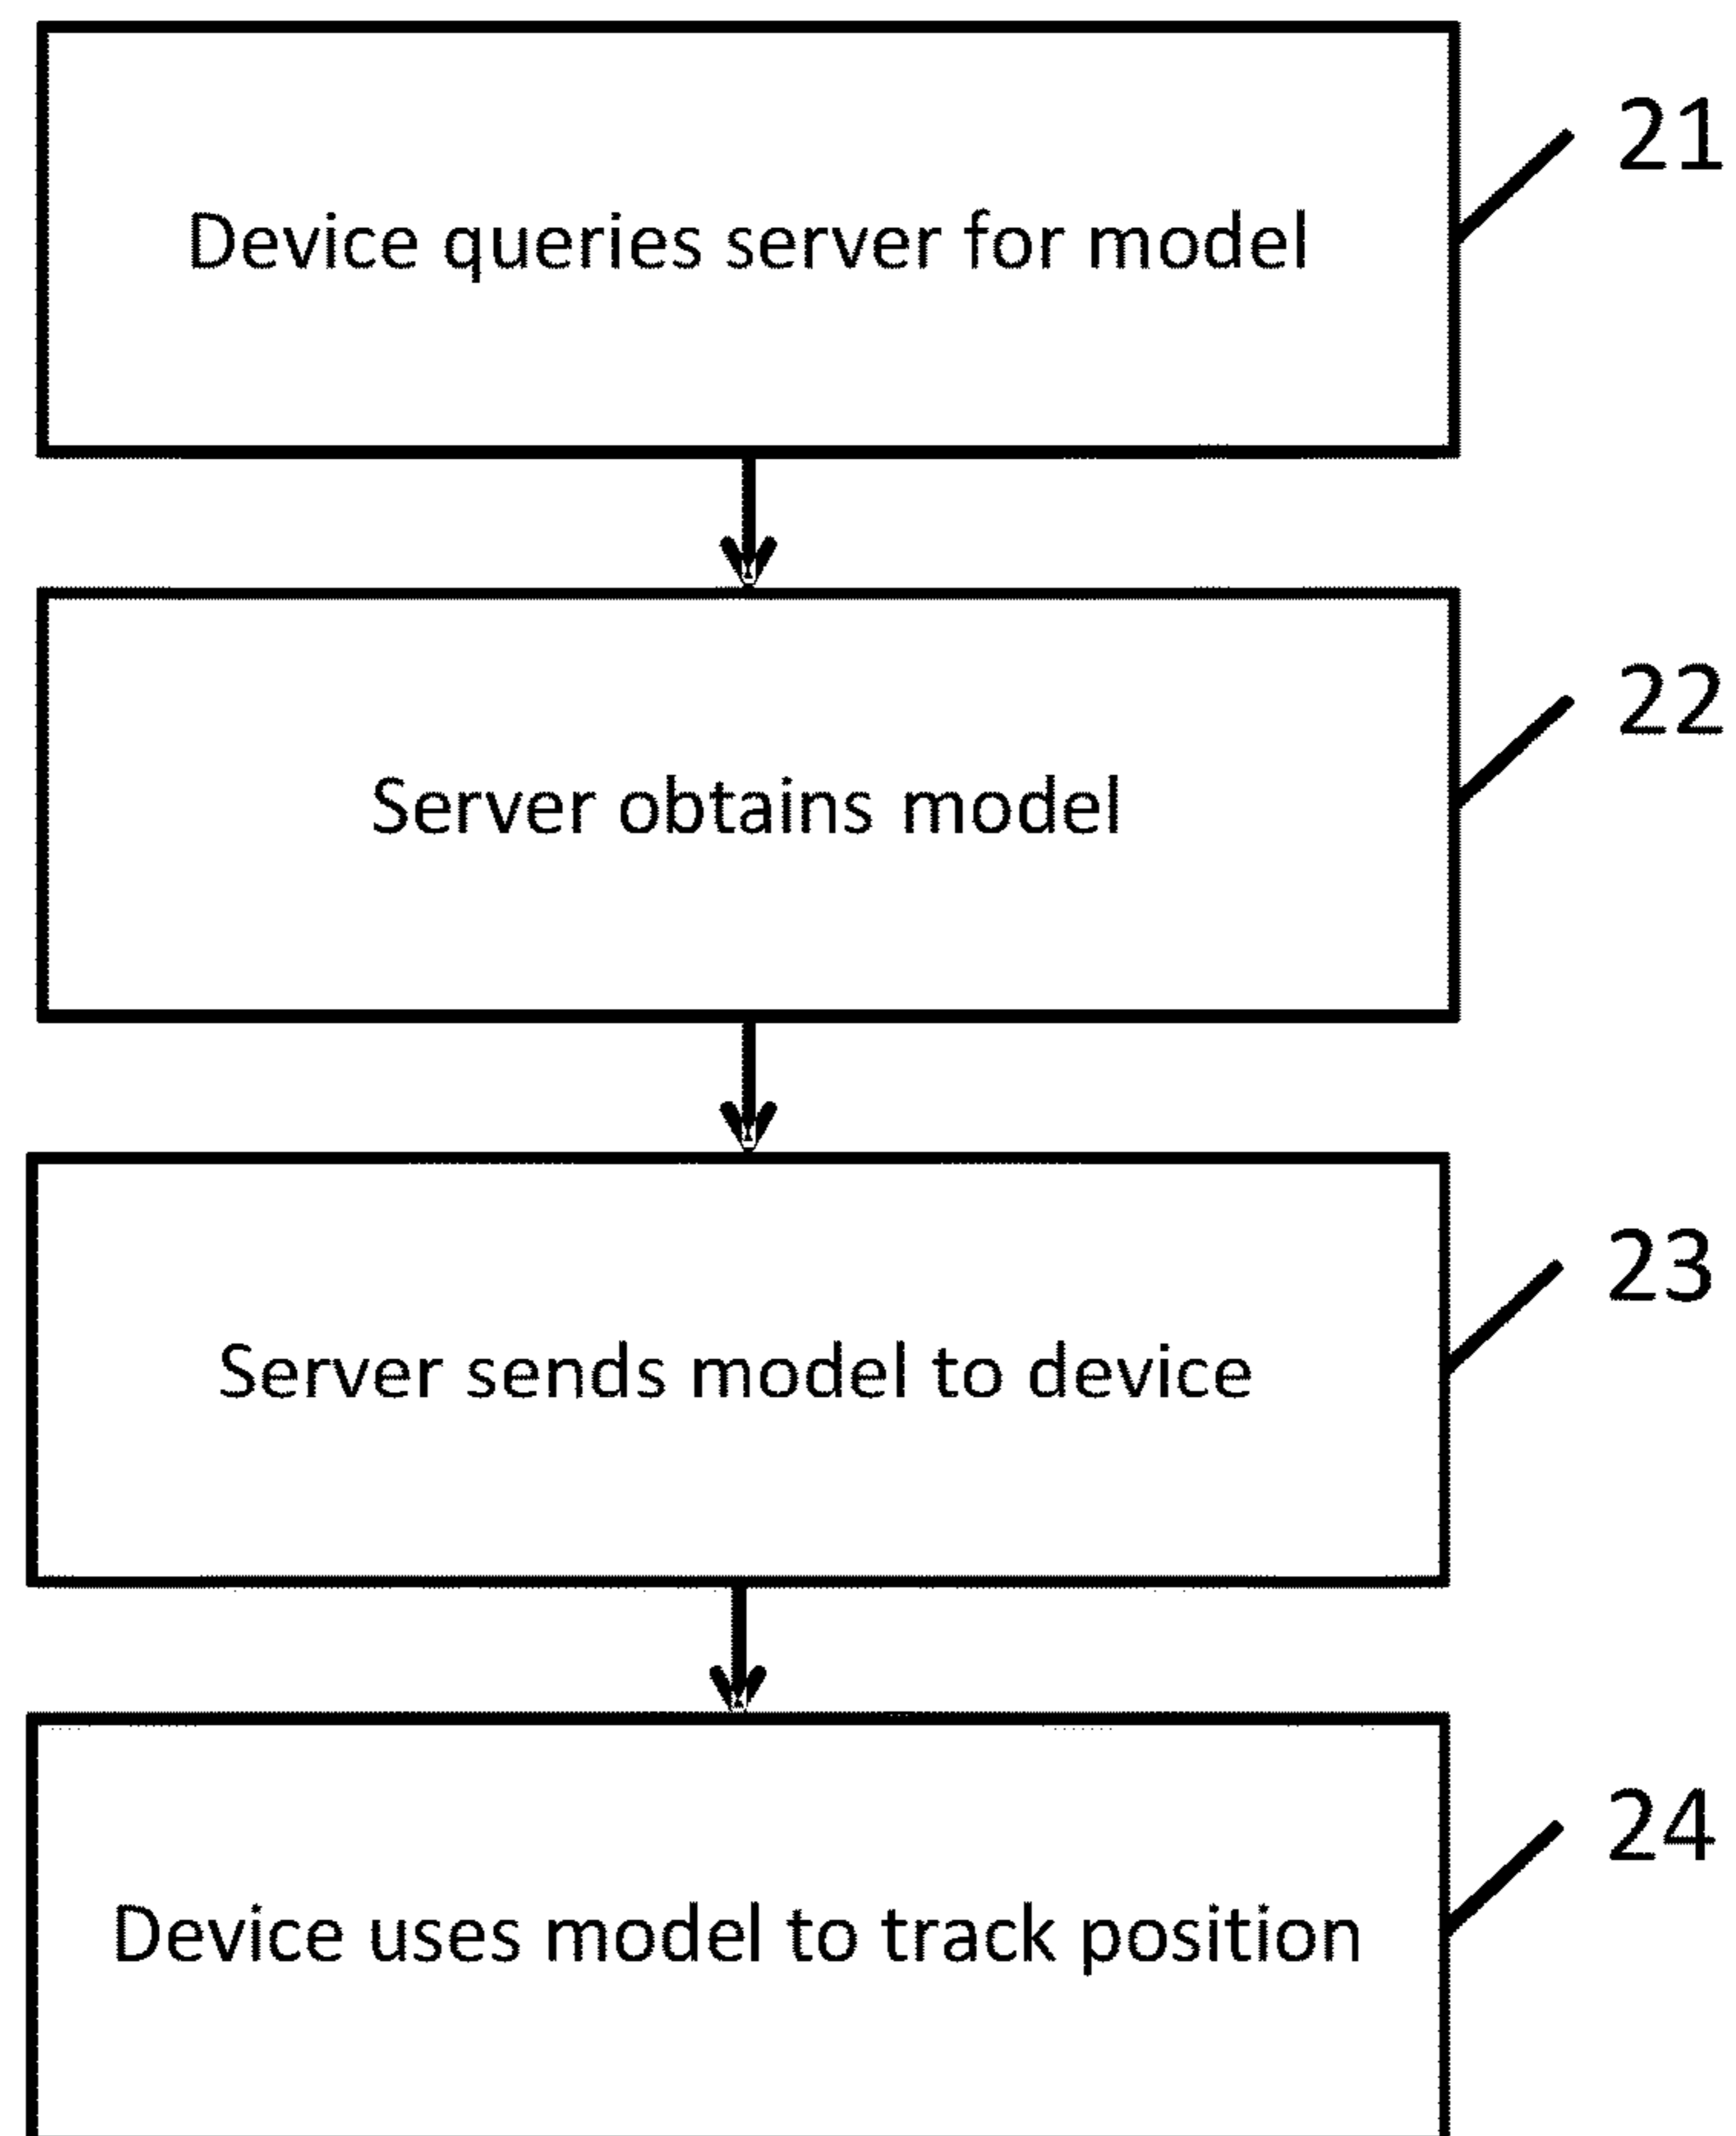 Device queries server for model
21
Server obtains model
22
Server sends model to device
23
Device uses model to track position
24